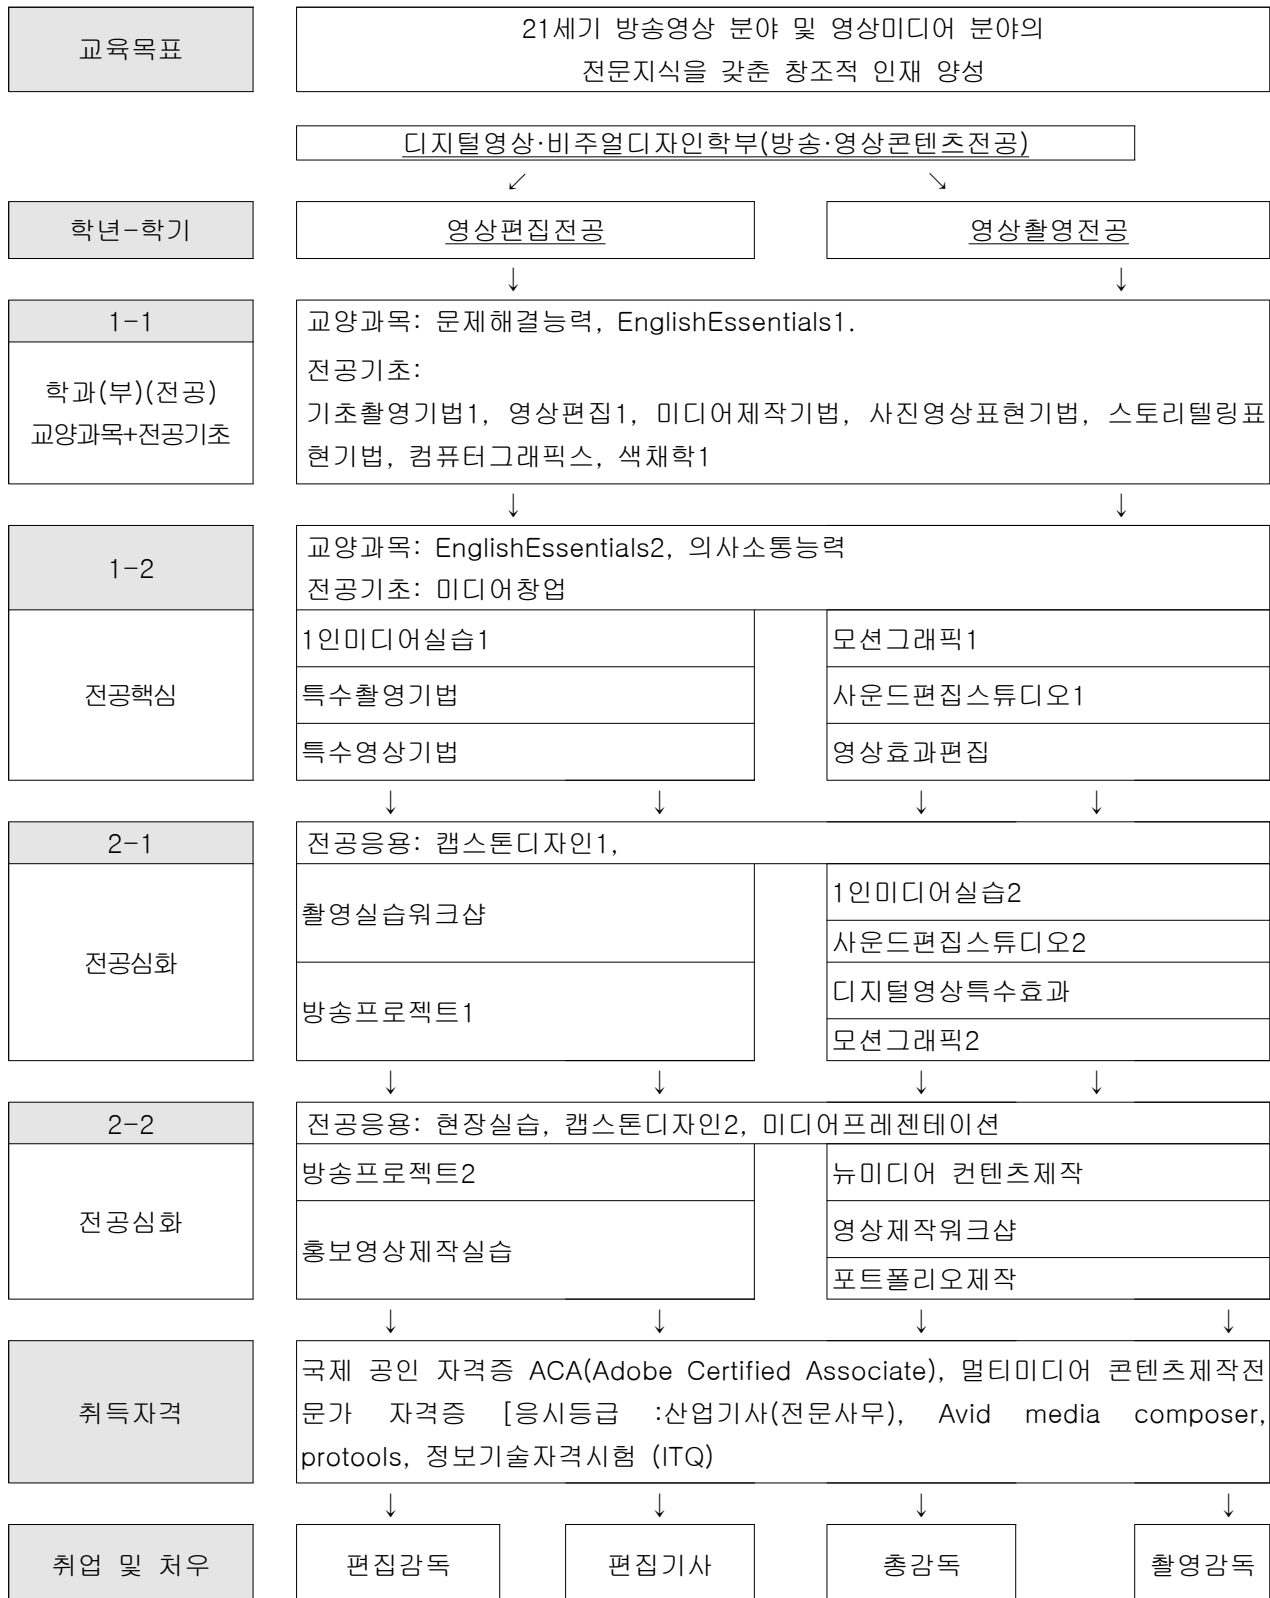 교육목표
21세기 방송영상 분야 및 영상미디어 분야의
전문지식을 갖춘 창조적 인재 양성
디지털영상·비주얼디자인학부(방송·영상콘텐츠전공)
↙ ↘
학년-학기
영상편집전공
영상촬영전공
↓ ↓
1-1
학과(부)(전공)
교양과목+전공기초
교양과목: 문제해결능력, EnglishEssentials1.
전공기초:
기초촬영기법1, 영상편집1, 미디어제작기법, 사진영상표현기법, 스토리텔링표
현기법, 컴퓨터그래픽스, 색채학1
↓ ↓
1-2
교양과목: EnglishEssentials2, 의사소통능력
전공기초: 미디어창업
전공핵심
1인미디어실습1
특수촬영기법
특수영상기법
모션그래픽1
사운드편집스튜디오1
영상효과편집
↓ ↓ ↓ ↓
2-1
전공응용: 캡스톤디자인1,
전공심화
촬영실습워크샵
방송프로젝트1
1인미디어실습2
사운드편집스튜디오2
디지털영상특수효과
모션그래픽2
↓ ↓ ↓ ↓
2-2
전공응용: 현장실습, 캡스톤디자인2, 미디어프레젠테이션
전공심화
방송프로젝트2
홍보영상제작실습
뉴미디어 컨텐츠제작
영상제작워크샵
포트폴리오제작
↓ ↓ ↓ ↓
취득자격
국제 공인 자격증 ACA(Adobe Certified Associate), 멀티미디어 콘텐츠제작전
문가 자격증 [응시등급 :산업기사(전문사무), Avid media composer,
protools, 정보기술자격시험 (ITQ)
↓ ↓ ↓ ↓
취업 및 처우
편집감독
편집기사
총감독
촬영감독